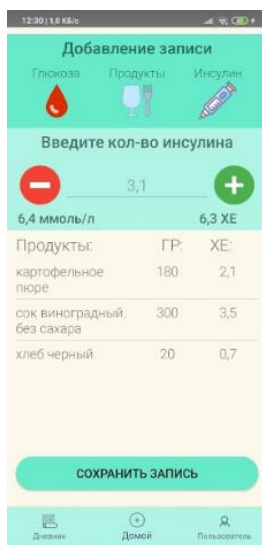 12:30 | 1,0 КБ/с
Добавление записи
Глюкоза Продукты Инсулин
Введите кол-во инсулина
3,1
6,4 ммоль/л 6,3 ХЕ
Продукты: ГР: ХЕ:
картофельное 180 2,1
пюре
сок виноградный 300 3,5
без сахара
хлеб черный 20 0,7
СОХРАНИТЬ ЗАПИСЬ
Дневник Домой Пользователь